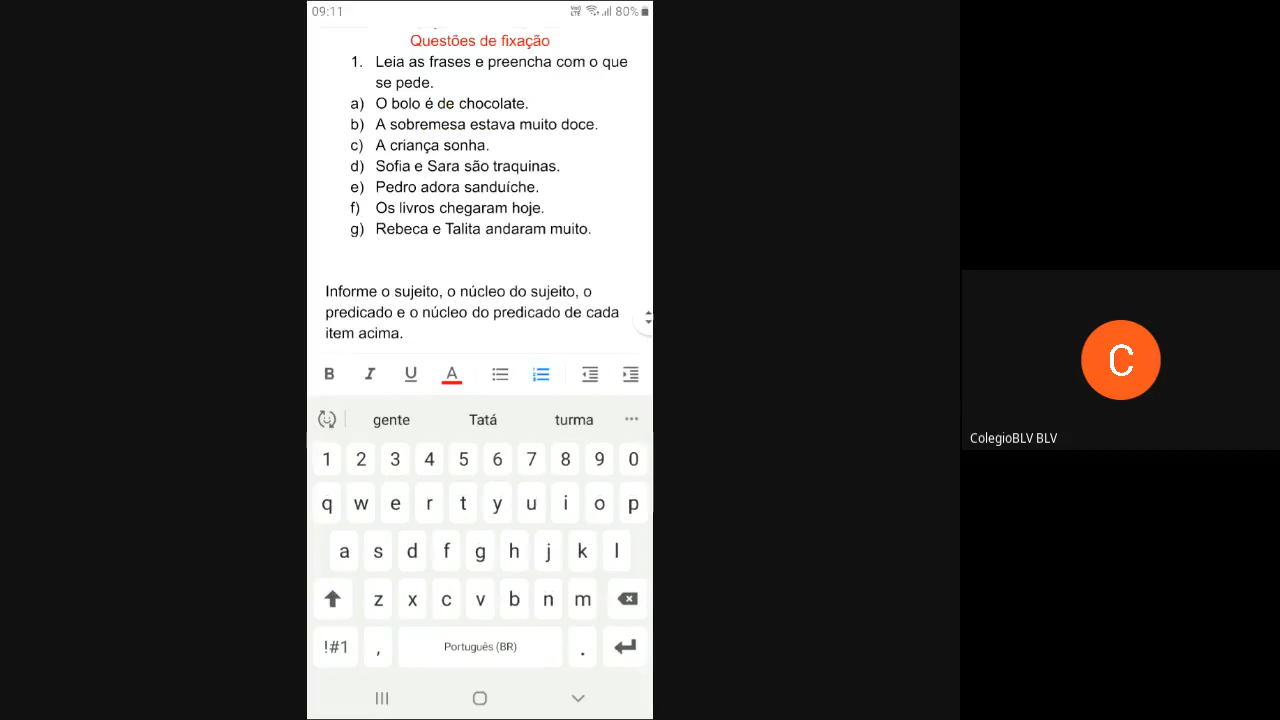 09:11 80%
Questões de fixação
1. Leia as frases e preencha com o que
se pede.
a) O bolo é de chocolate.
b) A sobremesa estava muito doce.
c) A criança sonha.
d) Sofia e Sara são traquinas.
e) Pedro adora sanduíche.
f) Os livros chegaram hoje.
g) Rebeca e Talita andaram muito.
Informe o sujeito, o núcleo do sujeito, o
predicado e o núcleo do predicado de cada
item acima.
B I U A
gente Tatá turma
1 2 3 4 5 6 7 8 9 0
q w e r t y u i o p
a s d f g h j k l
z x c v b n m
!#1 , Português (BR) .
C
ColegioBLV BLV